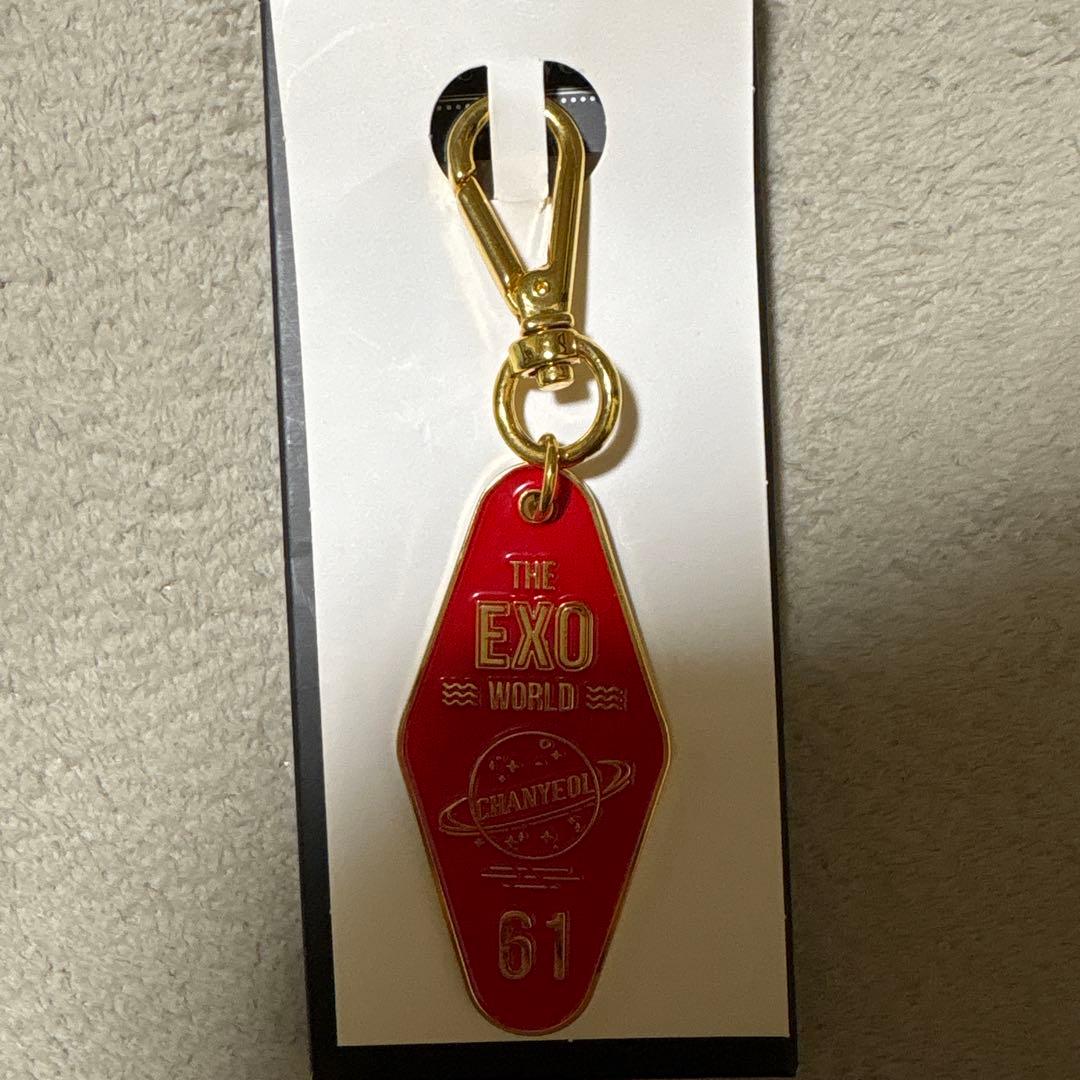 THE
EXO
WORLD
CHANYEOL
61